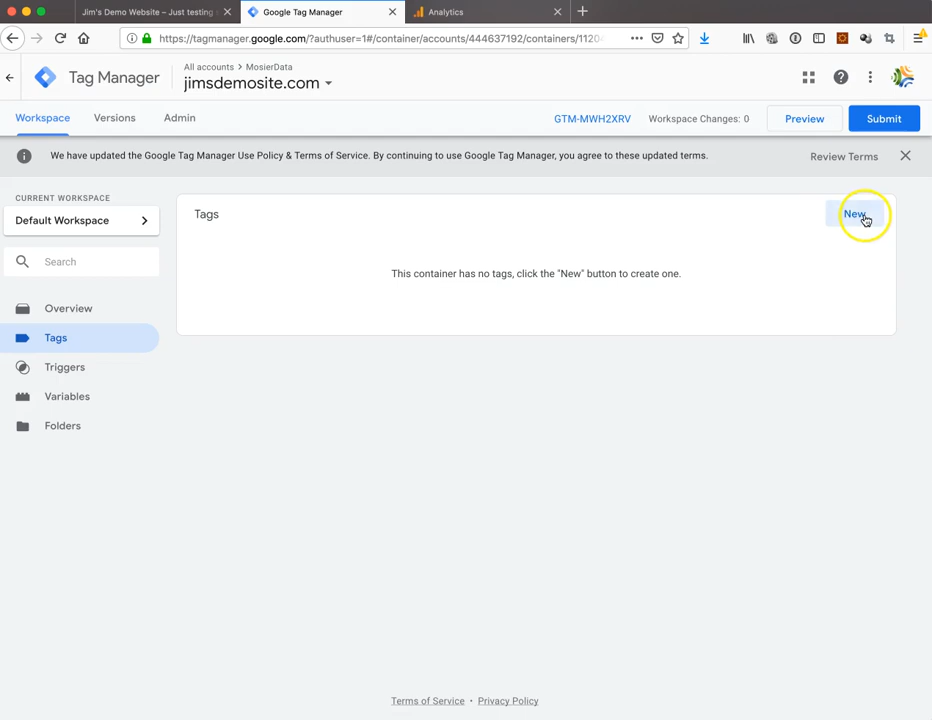 Jim's Demo Website – Just testing
Google Tag Manager
Analytics
https://tagmanager.google.com/?authuser=1#/container/accounts/444637192/containers/1120
Tag Manager
All accounts > MosierData
jimsdemosite.com
Workspace
Versions
Admin
GTM-MWH2XRV
Workspace Changes: 0
Preview
Submit
We have updated the Google Tag Manager Use Policy & Terms of Service. By continuing to use Google Tag Manager, you agree to these updated terms.
Review Terms
CURRENT WORKSPACE
Default Workspace
Search
Overview
Tags
Triggers
Variables
Folders
Tags
New
This container has no tags, click the "New" button to create one.
Terms of Service • Privacy Policy